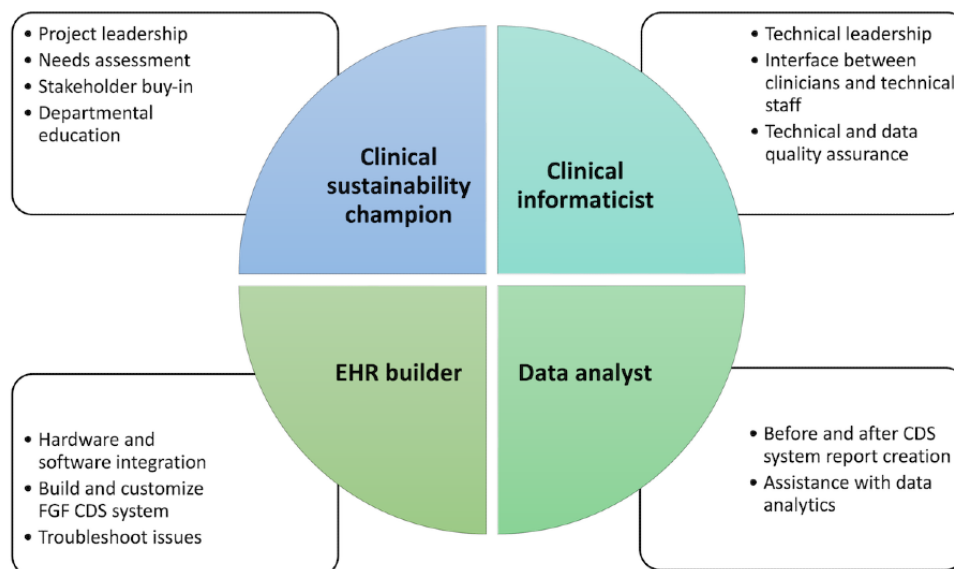 • Project leadership
• Needs assessment
• Stakeholder buy-in
• Departmental
education
Clinical
sustainability
champion
• Technical leadership
• Interface between
clinicians and technical
staff
• Technical and data
quality assurance
Clinical
informaticist
EHR builder
• Hardware and
software integration
• Build and customize
FGF CDS system
• Troubleshoot issues
Data analyst
• Before and after CDS
system report creation
• Assistance with data
analytics